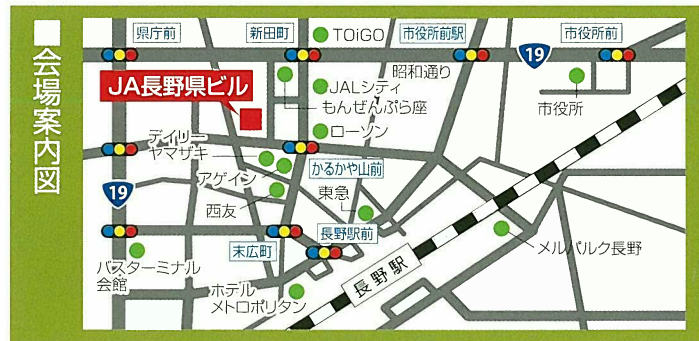 ■会場案内図
県庁前
新田町
TOiGO
市役所前駅
19
市役所前
昭和通り
JA長野県ビル
JALシティ
もんぜんぷら座
市役所
ローソン
デイリー
ヤマザキ
かるかや山前
アゲイン
19
西友
東急
長野駅前
末広町
メルパルク長野
バスターミナル
会館
長野駅
ホテル
メトロポリタン